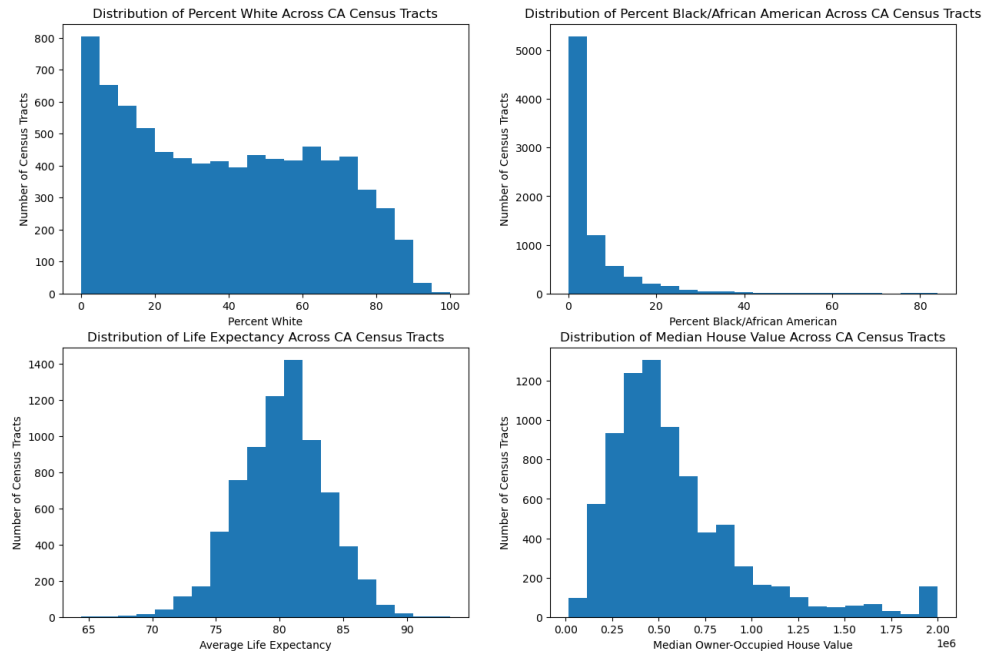 Distribution of Percent White Across CA Census Tracts
Number of Census Tracts
800
700
600
500
400
300
200
100
0
0 20 40 60 80 100
Percent White
Distribution of Percent Black/African American Across CA Census Tracts
Number of Census Tracts
5000
4000
3000
2000
1000
0
0 20 40 60 80
Percent Black/African American
Distribution of Life Expectancy Across CA Census Tracts
Number of Census Tracts
1400
1200
1000
800
600
400
200
0
65 70 75 80 85 90
Average Life Expectancy
Distribution of Median House Value Across CA Census Tracts
Number of Census Tracts
1200
1000
800
600
400
200
0
0.00 0.25 0.50 0.75 1.00 1.25 1.50 1.75 2.00
1e6
Median Owner-Occupied House Value